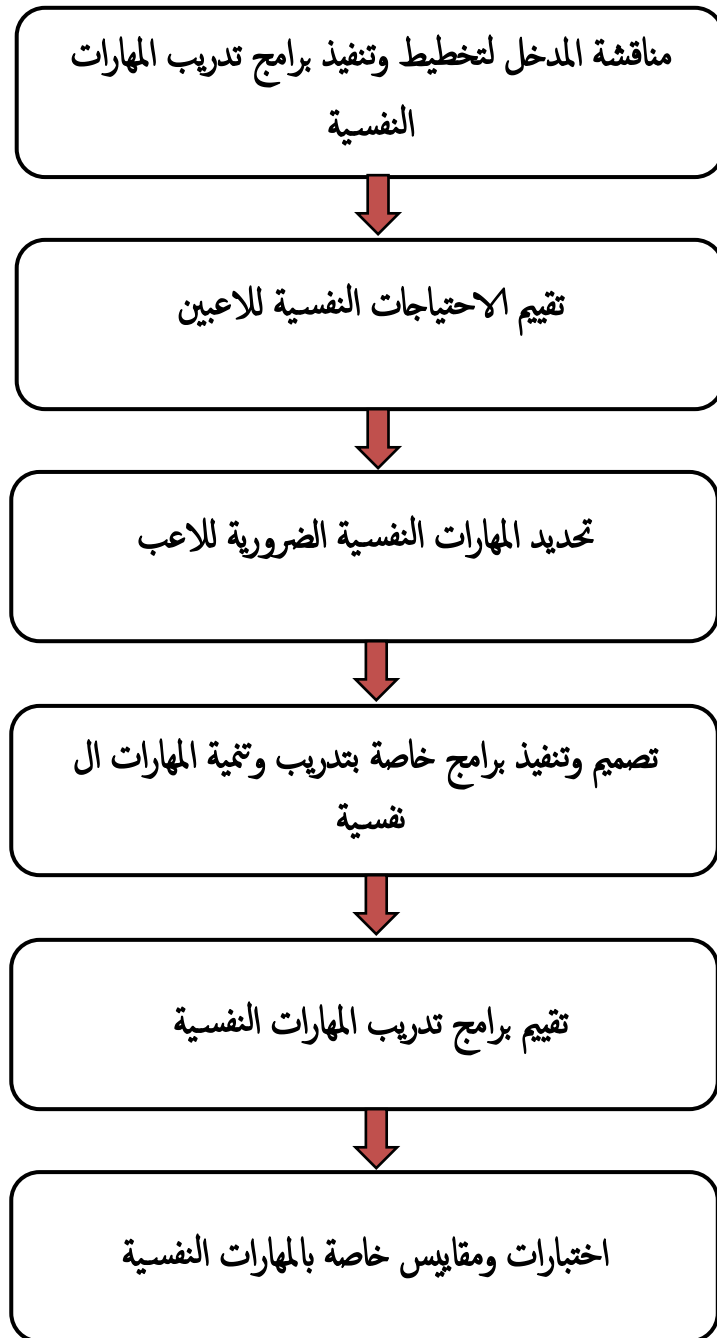 مناقشة المدخل لتخطيط وتنفيذ برامج تدريب المهارات
النفسية
تقييم الاحتياجات النفسية للاعبين
تحديد المهارات النفسية الضرورية للاعب
تصميم وتنفيذ برامج خاصة بتدريب وتنمية المهارات ال
نفسية
تقييم برامج تدريب المهارات النفسية
اختبارات ومقاييس خاصة بالمهارات النفسية